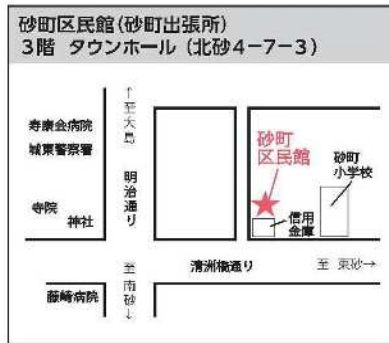 砂町区民館(砂町出張所)
3階 タウンホール(北砂4-7-3)
↑至大島
寿康会病院
城東警察署
明治通り
砂町
区民館
砂町
小学校
寺院
神社
信用
金庫
清洲橋通り
至 東砂→
至南砂↓
藤崎病院